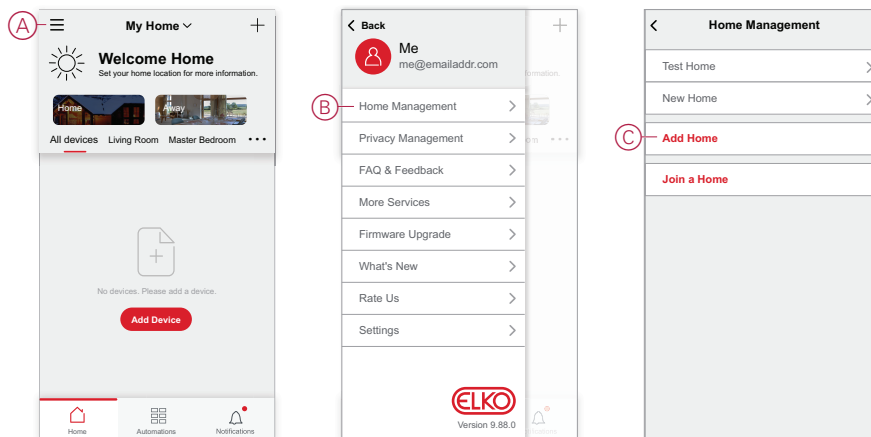 A
My Home
Welcome Home
Set your home location for more information.
Home
Away
All devices Living Room Master Bedroom
No devices. Please add a device.
Add Device
Home Automations Notifications
Back
Me
me@emailaddr.com
B
Home Management
Privacy Management
FAQ & Feedback
More Services
Firmware Upgrade
What's New
Rate Us
Settings
ELKO
Version 9.88.0
Home Management
Test Home
New Home
C
Add Home
Join a Home